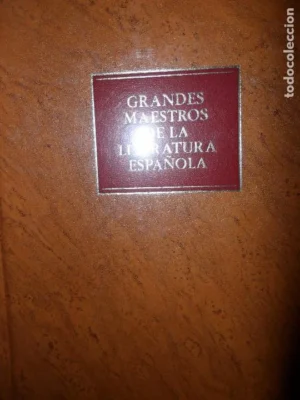 GRANDES
MAESTROS
DE LA
LITERATURA
ESPAÑOLA
todocoleccion